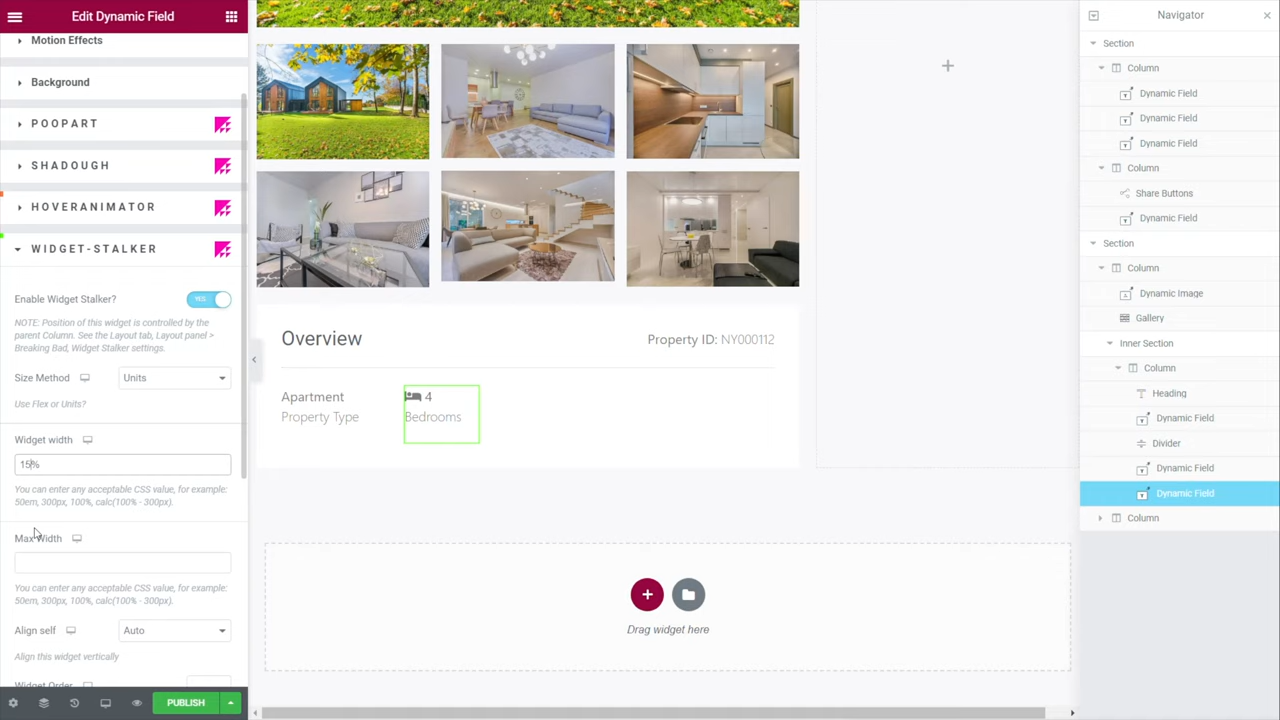 Edit Dynamic Field
Motion Effects
Background
POOPART
SHADOUGH
HOVERANIMATOR
WIDGET-STALKER
Enable Widget Stalker?
YES
NOTE: Position of this widget is controlled by the
parent Column. See the Layout tab, Layout panel >
Breaking Bad, Widget Stalker settings.
Size Method
Units
Use Flex or Units?
Widget width
15%
You can enter any acceptable CSS value, for example:
50em, 300px, 100%, calc(100% - 300px).
Max Width
You can enter any acceptable CSS value, for example:
50em, 300px, 100%, calc(100% - 300px).
Align self
Auto
Align this widget vertically
Widget Order
PUBLISH
Overview
Property ID: NY000112
Apartment
Property Type
4
Bedrooms
Drag widget here
Navigator
Section
Column
Dynamic Field
Dynamic Field
Dynamic Field
Column
Share Buttons
Dynamic Field
Section
Column
Dynamic Image
Gallery
Inner Section
Column
Heading
Dynamic Field
Divider
Dynamic Field
Dynamic Field
Column